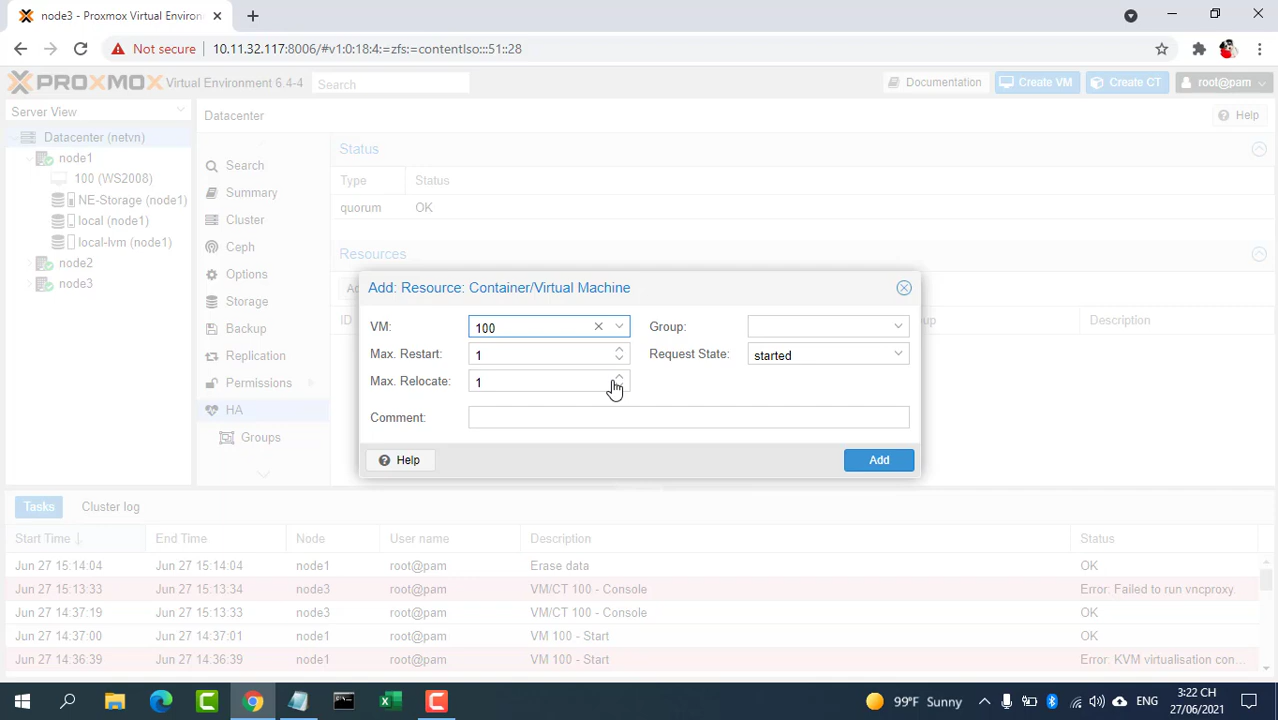 node3 - Proxmox Virtual Environ
Not secure 10.11.32.117:8006/#v1:0:18:4:=zfs:=contentIso:::51::28
PROXMOX Virtual Environment 6.4-4 Search Documentation Create VM Create CT root@pam
Server View
Datacenter (netvn)
node1
100 (WS2008)
NE-Storage (node1)
local (node1)
local-lvm (node1)
node2
node3
Datacenter
Help
Search
Summary
Cluster
Ceph
Options
Storage
Backup
Replication
Permissions
HA
Groups
Status
Type Status
quorum OK
Resources
ID Description
Add: Resource: Container/Virtual Machine
VM: 100 Group:
Max. Restart: 1 Request State: started
Max. Relocate: 1
Comment:
Help Add
Tasks Cluster log
Start Time End Time Node User name Description Status
Jun 27 15:14:04 Jun 27 15:14:04 node1 root@pam Erase data OK
Jun 27 15:13:33 Jun 27 15:13:34 node3 root@pam VM/CT 100 - Console Error: Failed to run vncproxy.
Jun 27 14:37:19 Jun 27 15:13:33 node3 root@pam VM/CT 100 - Console OK
Jun 27 14:37:00 Jun 27 14:37:01 node1 root@pam VM 100 - Start OK
Jun 27 14:36:39 Jun 27 14:36:39 node1 root@pam VM 100 - Start Error: KVM virtualisation con...
99°F Sunny ENG 3:22 CH
27/06/2021